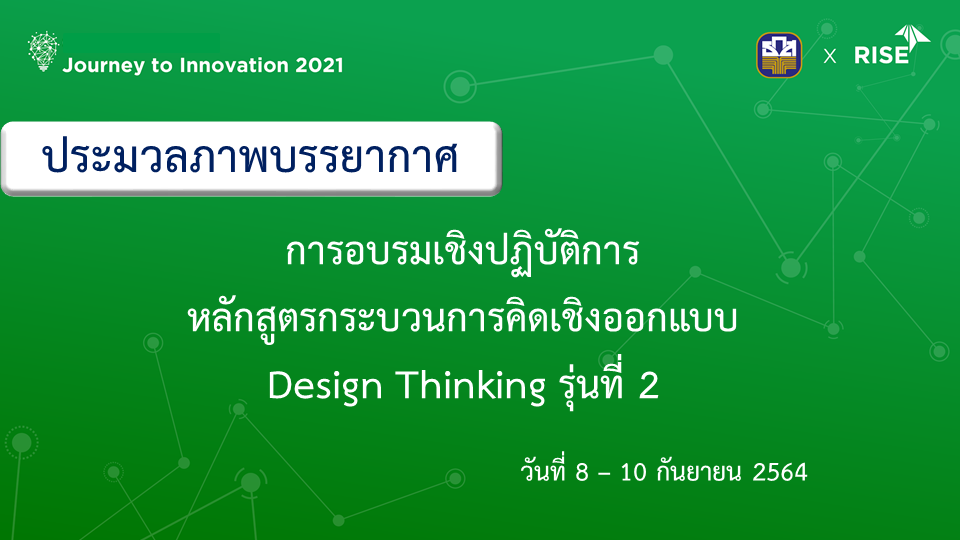 Journey to Innovation 2021
X RISE
ประมวลภาพบรรยากาศ
การอบรมเชิงปฏิบัติการ
หลักสูตรกระบวนการคิดเชิงออกแบบ
Design Thinking รุ่นที่ 2
วันที่ 8 – 10 กันยายน 2564